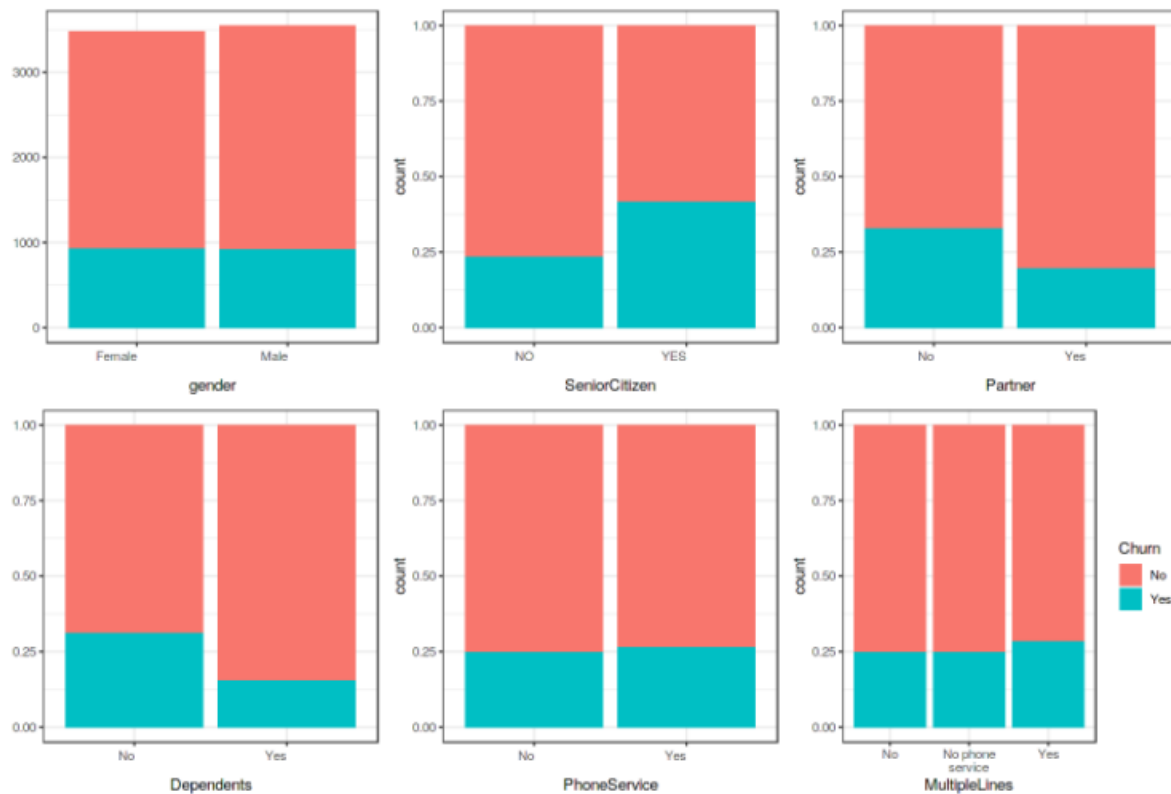 3000
2000
1000
0
Female Male
gender
count
1.00
0.75
0.50
0.25
0.00
NO YES
SeniorCitizen
count
1.00
0.75
0.50
0.25
0.00
No Yes
Partner
1.00
0.75
0.50
0.25
0.00
No Yes
Dependents
count
1.00
0.75
0.50
0.25
0.00
No Yes
PhoneService
count
1.00
0.75
0.50
0.25
0.00
No No phone Yes
service
MultipleLines
Churn
No
Yes